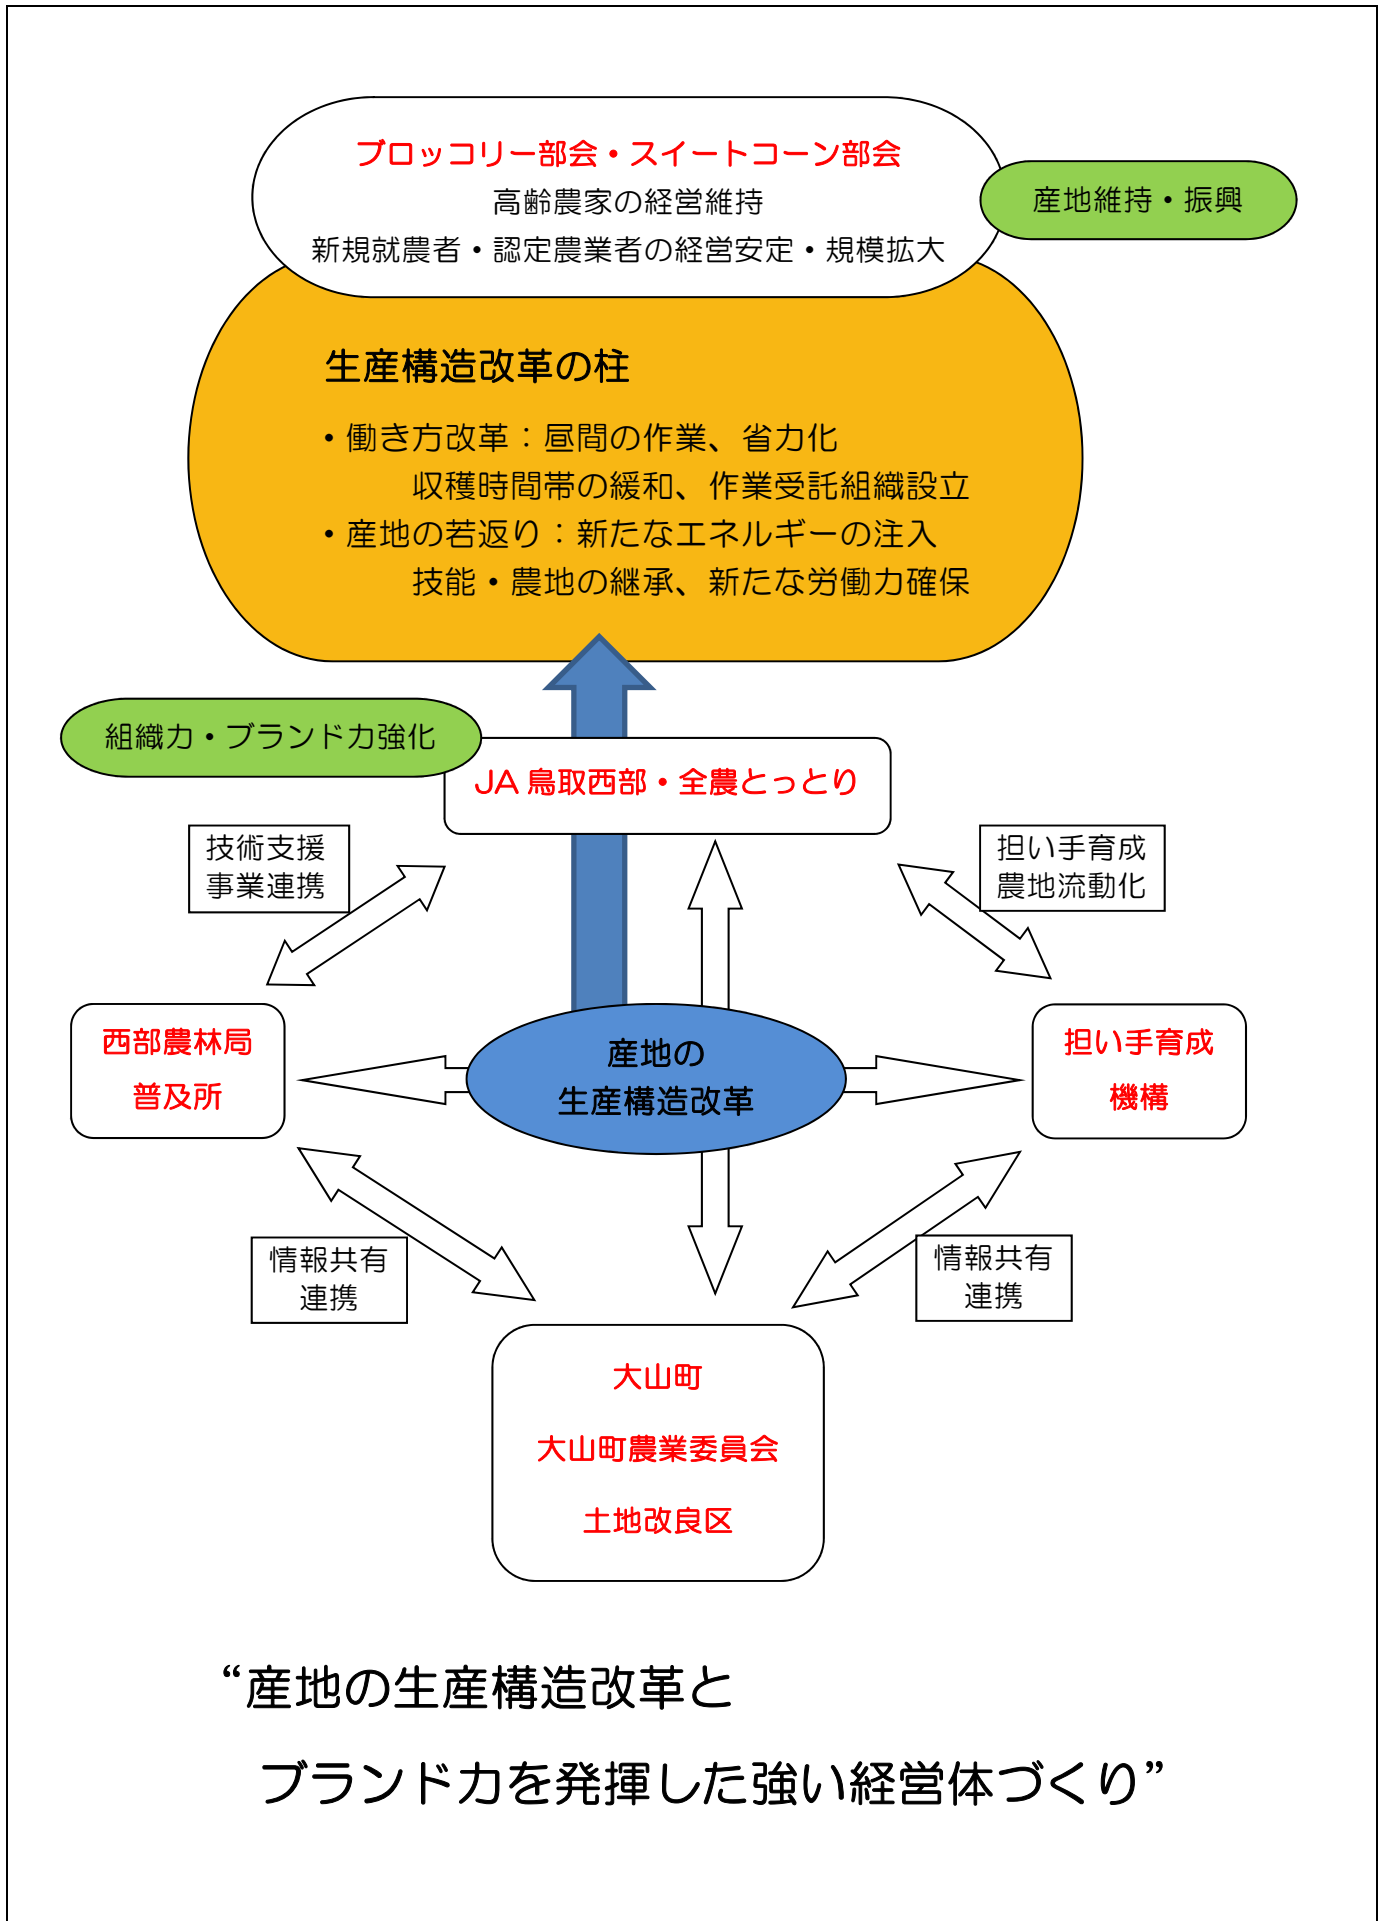 ブロッコリー部会・スイートコーン部会
高齢農家の経営維持
新規就農者・認定農業者の経営安定・規模拡大
産地維持・振興
生産構造改革の柱
・働き方改革：昼間の作業、省力化
収穫時間帯の緩和、作業受託組織設立
・産地の若返り：新たなエネルギーの注入
技能・農地の継承、新たな労働力確保
組織力・ブランド力強化
JA 鳥取西部・全農とっとり
技術支援
事業連携
担い手育成
農地流動化
西部農林局
普及所
産地の
生産構造改革
担い手育成
機構
情報共有
連携
情報共有
連携
大山町
大山町農業委員会
土地改良区
“産地の生産構造改革と
ブランド力を発揮した強い経営体づくり”